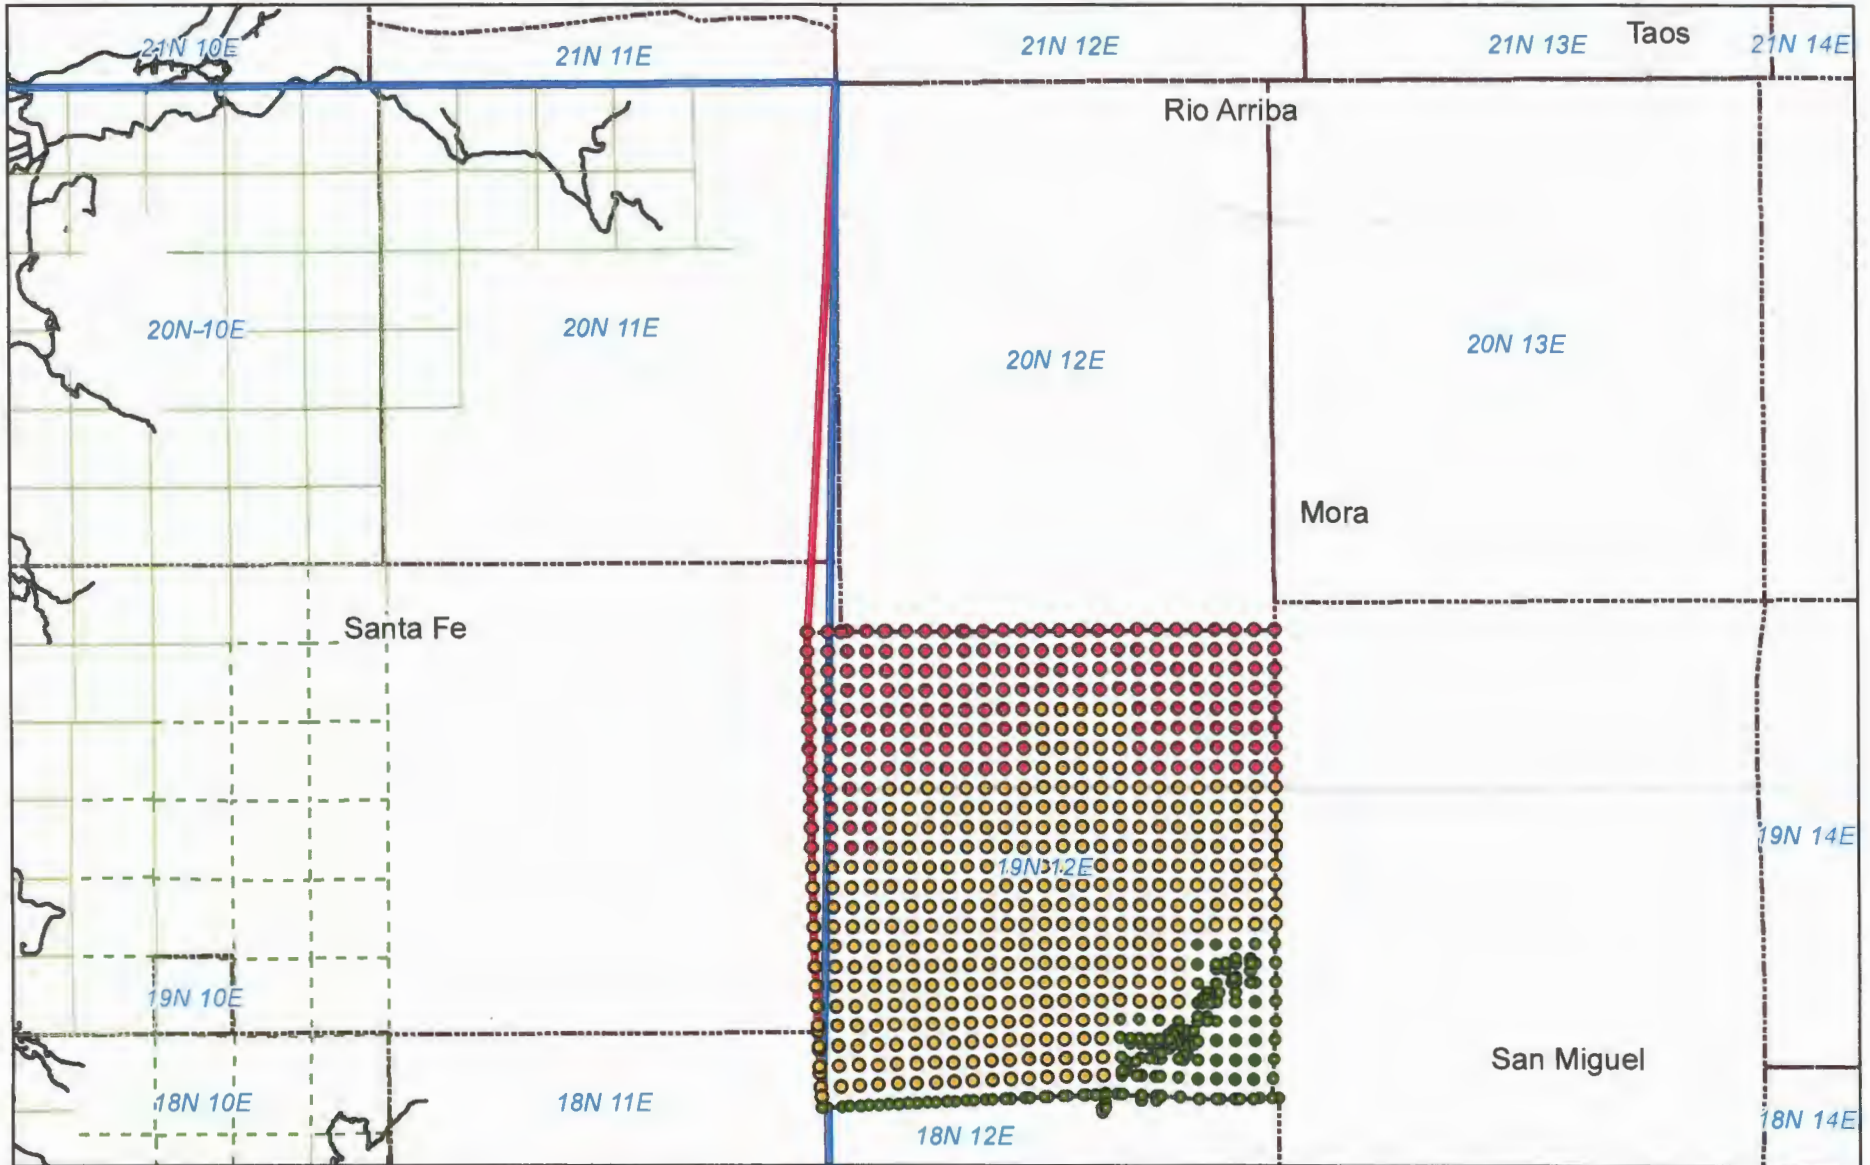 21N 10E
21N 11E
21N 12E
21N 13E
Taos
21N 14E
Rio Arriba
20N-10E
20N 11E
20N 12E
20N 13E
Mora
Santa Fe
19N 12E
19N 14E
19N 10E
San Miguel
18N 10E
18N 11E
18N 12E
18N 14E